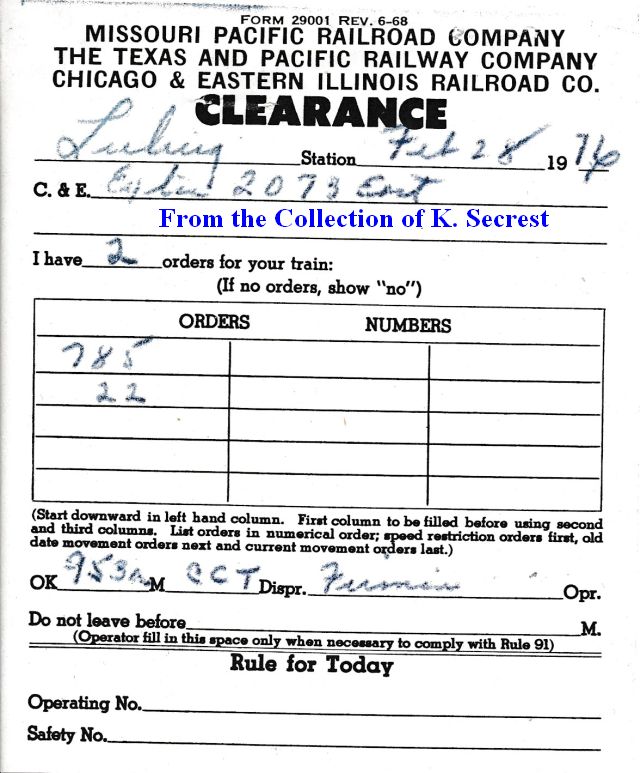 FORM 29001 REV. 6-68
MISSOURI PACIFIC RAILROAD COMPANY
THE TEXAS AND PACIFIC RAILWAY COMPANY
CHICAGO & EASTERN ILLINOIS RAILROAD CO.
CLEARANCE
Luling Station Feb 28 1976
C. & E. 2073 East
From the Collection of K. Secrest
I have 2 orders for your train:
(If no orders, show "no")
ORDERS NUMBERS
785
22
(Start downward in left hand column. First column to be filled before using second
and third columns. List orders in numerical order; speed restriction orders first, old
date movement orders next and current movement orders last.)
OK 953A M CCT Dispr. Fermin Opr.
Do not leave before M.
(Operator fill in this space only when necessary to comply with Rule 91)
Rule for Today
Operating No.
Safety No.